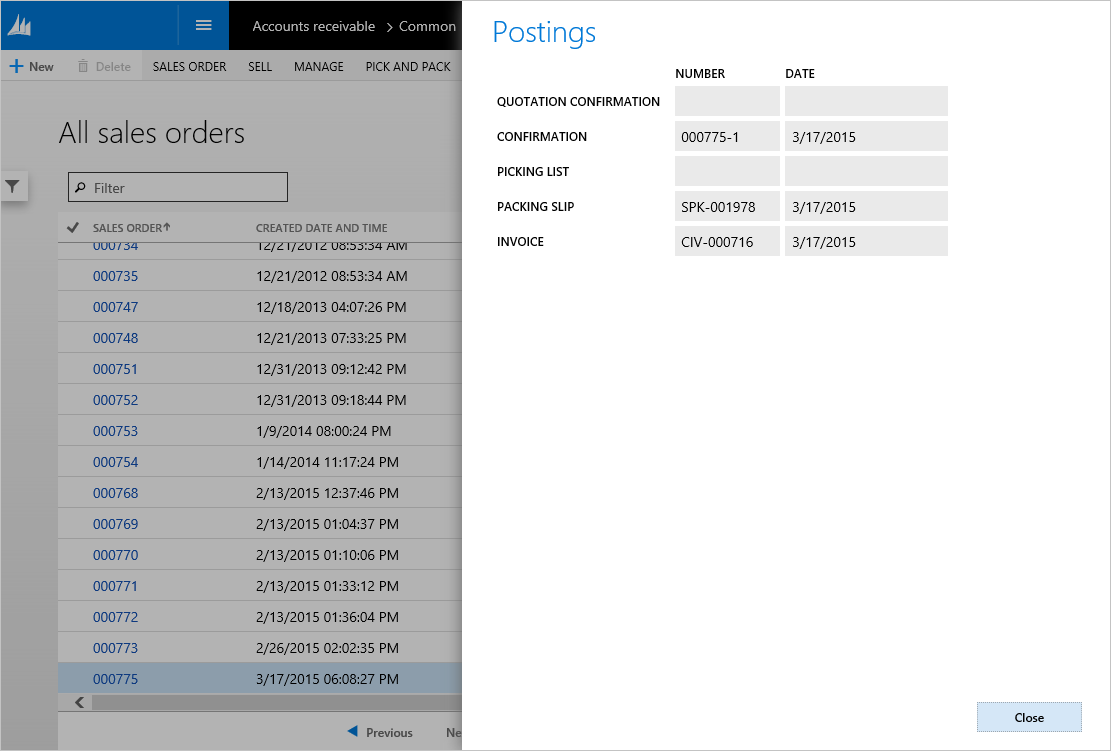 Accounts receivable > Common
New Delete SALES ORDER SELL MANAGE PICK AND PACK
All sales orders
Filter
SALES ORDER↑ CREATED DATE AND TIME
000734 12/21/2012 08:53:34 AM
000735 12/21/2012 08:53:34 AM
000747 12/18/2013 04:07:26 PM
000748 12/21/2013 07:33:25 PM
000751 12/31/2013 09:12:42 PM
000752 12/31/2013 09:18:44 PM
000753 1/9/2014 08:00:24 PM
000754 1/14/2014 11:17:24 PM
000768 2/13/2015 12:37:46 PM
000769 2/13/2015 01:04:37 PM
000770 2/13/2015 01:10:06 PM
000771 2/13/2015 01:33:12 PM
000772 2/13/2015 01:36:04 PM
000773 2/26/2015 02:02:35 PM
000775 3/17/2015 06:08:27 PM
Previous Ne
Postings
NUMBER DATE
QUOTATION CONFIRMATION
CONFIRMATION 000775-1 3/17/2015
PICKING LIST
PACKING SLIP SPK-001978 3/17/2015
INVOICE CIV-000716 3/17/2015
Close